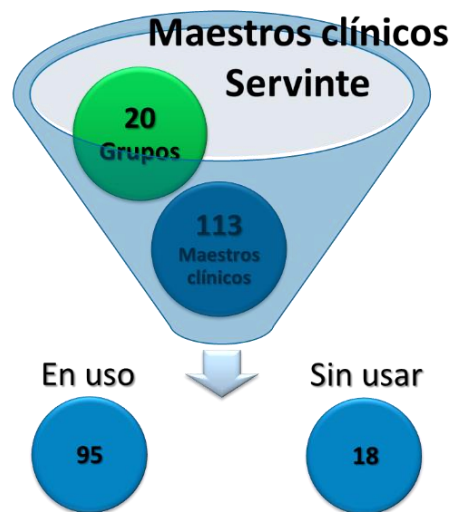 Maestros clínicos
Servinte
20
Grupos
113
Maestros
clínicos
En uso
Sin usar
95
18